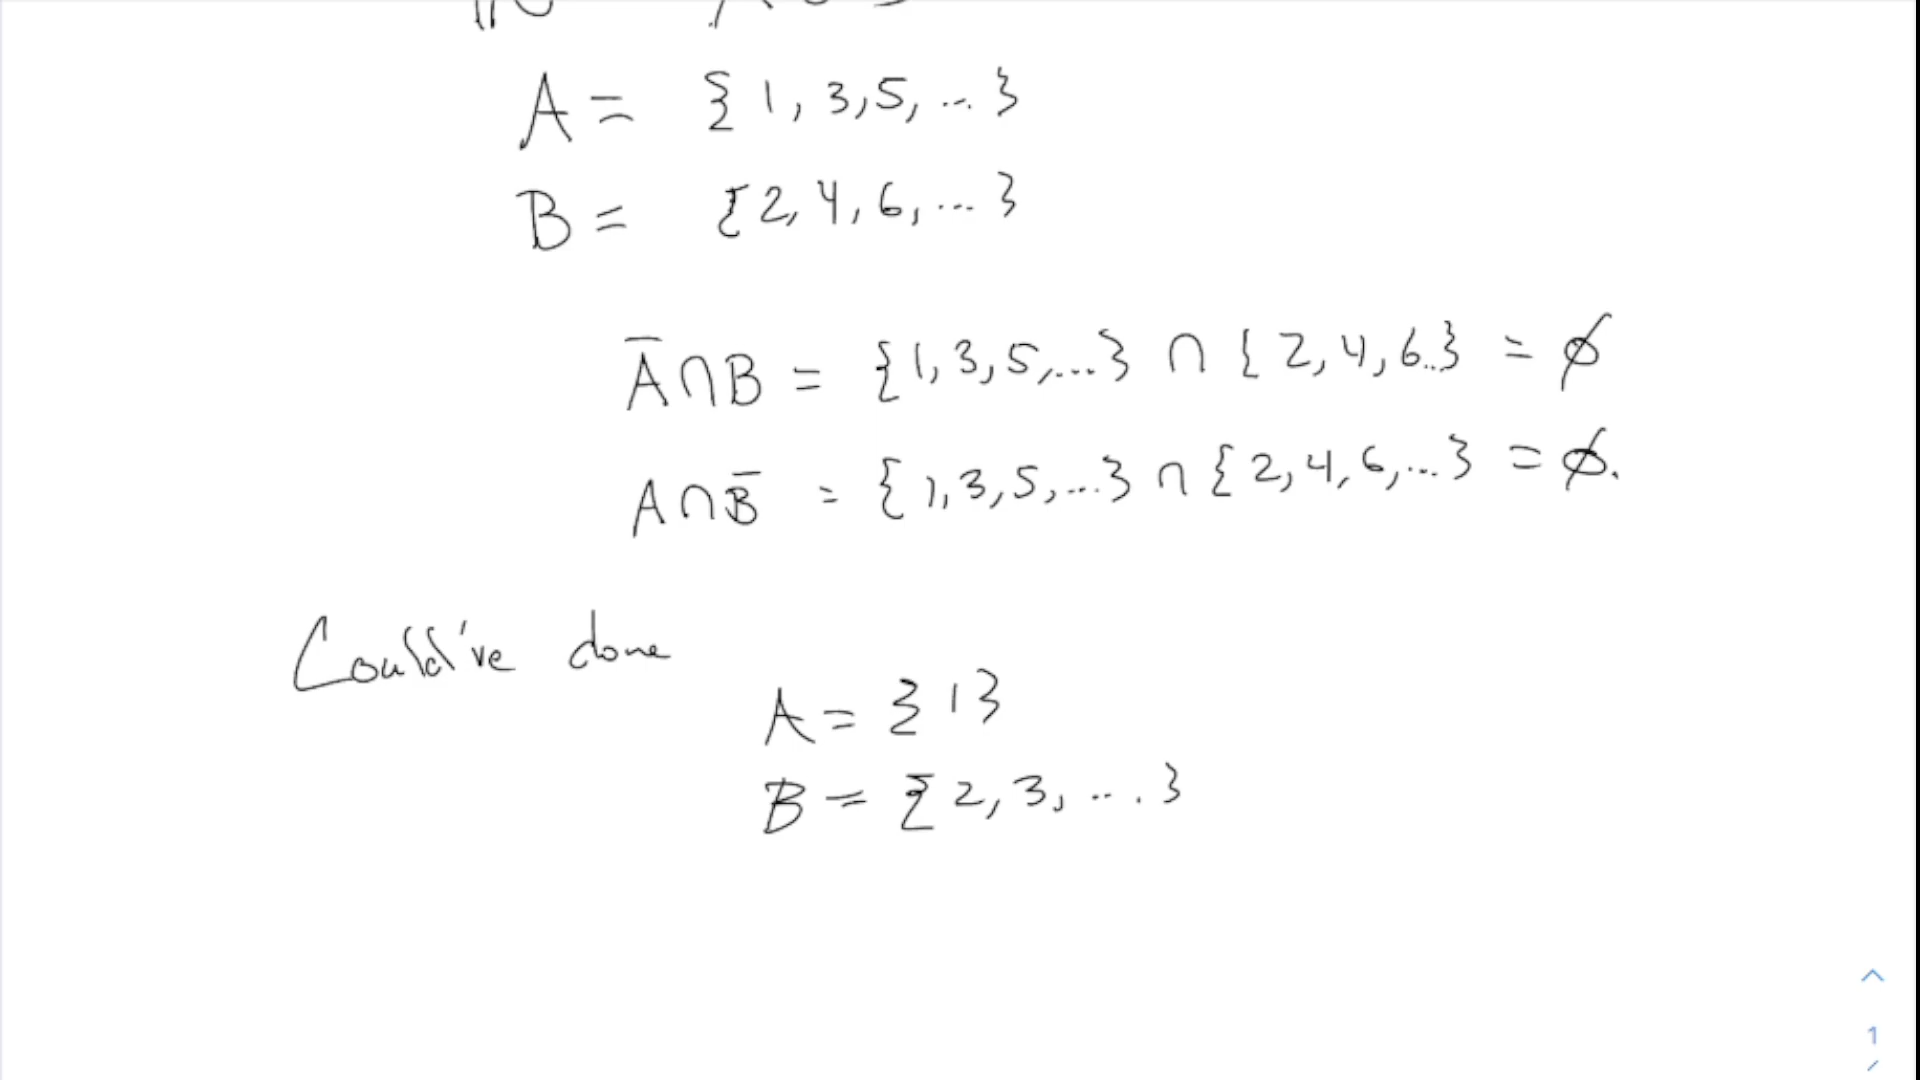 A = {1, 3, 5, ...}
B = {2, 4, 6, ...}
A̅∩B = {1, 3, 5, ...} ∩ {2, 4, 6..} = ∅
A∩B̅ = {1, 3, 5, ...} ∩ {2, 4, 6, ...} = ∅.
Could've done
A = {1}
B = {2, 3, ...}
1